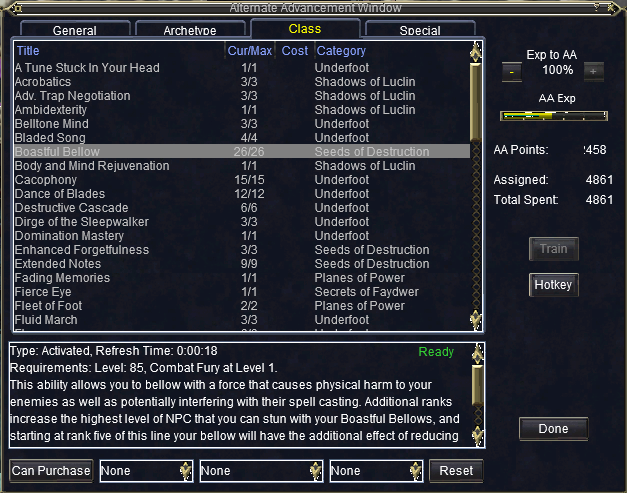 Alternate Advancement Window
General Archetype Class Special
Title Cur/Max Cost Category
A Tune Stuck In Your Head 1/1 Underfoot
Acrobatics 3/3 Shadows of Luclin
Adv. Trap Negotiation 3/3 Shadows of Luclin
Ambidexterity 1/1 Shadows of Luclin
Belltone Mind 3/3 Underfoot
Bladed Song 4/4 Underfoot
Boastful Bellow 26/26 Seeds of Destruction
Body and Mind Rejuvenation 1/1 Shadows of Luclin
Cacophony 15/15 Underfoot
Dance of Blades 12/12 Underfoot
Destructive Cascade 6/6 Underfoot
Dirge of the Sleepwalker 3/3 Underfoot
Domination Mastery 1/1 Underfoot
Enhanced Forgetfulness 3/3 Seeds of Destruction
Extended Notes 9/9 Seeds of Destruction
Fading Memories 1/1 Planes of Power
Fierce Eye 1/1 Secrets of Faydwer
Fleet of Foot 2/2 Planes of Power
Fluid March 3/3 Underfoot
Exp to AA
- 100% +
AA Exp
AA Points: 458
Assigned: 4861
Total Spent: 4861
Train
Hotkey
Type: Activated, Refresh Time: 0:00:18 Ready
Requirements: Level: 85, Combat Fury at Level 1.
This ability allows you to bellow with a force that causes physical harm to your
enemies as well as potentially interfering with their spell casting. Additional ranks
increase the highest level of NPC that you can stun with your Boastful Bellows, and
starting at rank five of this line your bellow will have the additional effect of reducing
Done
Can Purchase None None None Reset